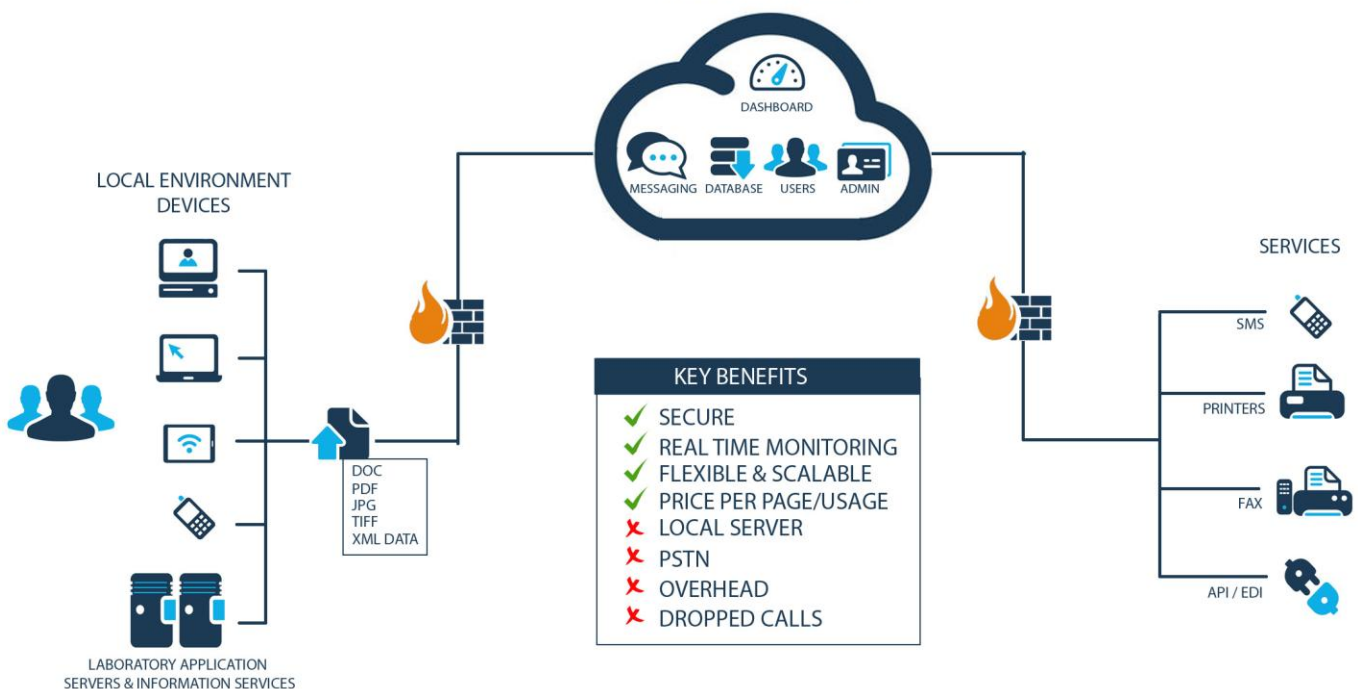 DASHBOARD
MESSAGING
DATABASE
USERS
ADMIN
LOCAL ENVIRONMENT
DEVICES
DOC
PDF
JPG
TIFF
XML DATA
LABORATORY APPLICATION
SERVERS & INFORMATION SERVICES
KEY BENEFITS
SECURE
REAL TIME MONITORING
FLEXIBLE & SCALABLE
PRICE PER PAGE/USAGE
LOCAL SERVER
PSTN
OVERHEAD
DROPPED CALLS
SERVICES
SMS
PRINTERS
FAX
API / EDI